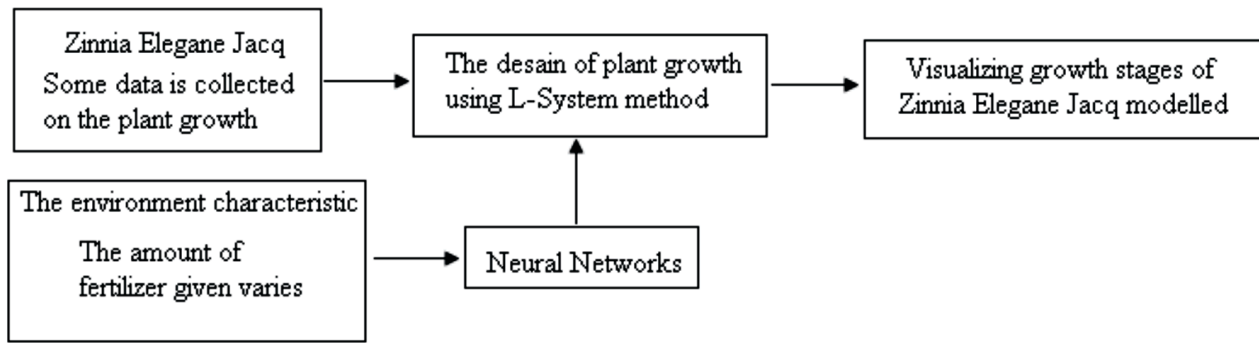 Zinnia Elegane Jacq
Some data is collected
on the plant growth
The desain of plant growth
using L-System method
Visualizing growth stages of
Zinnia Elegane Jacq modelled
The environment characteristic
The amount of
fertilizer given varies
Neural Networks